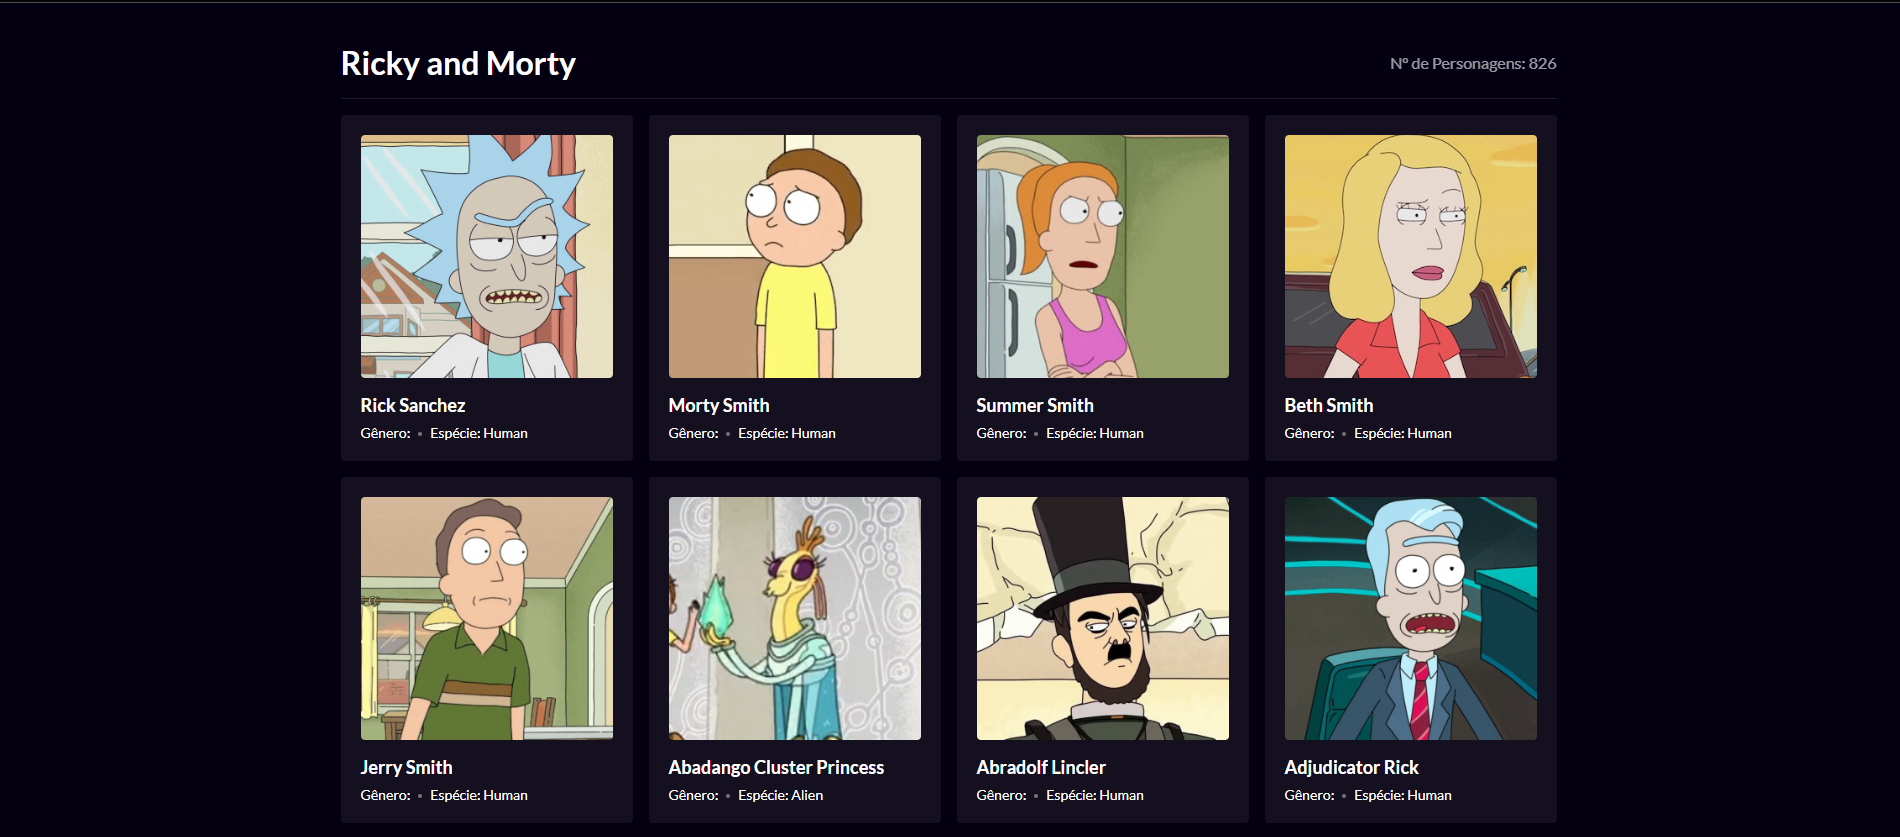 Ricky and Morty
Nº de Personagens: 826
Rick Sanchez
Gênero: • Espécie: Human
Morty Smith
Gênero: • Espécie: Human
Summer Smith
Gênero: • Espécie: Human
Beth Smith
Gênero: • Espécie: Human
Jerry Smith
Gênero: • Espécie: Human
Abadango Cluster Princess
Gênero: • Espécie: Alien
Abradolf Lincler
Gênero: • Espécie: Human
Adjudicator Rick
Gênero: • Espécie: Human